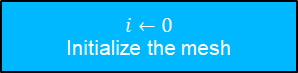 i ← 0
Initialize the mesh